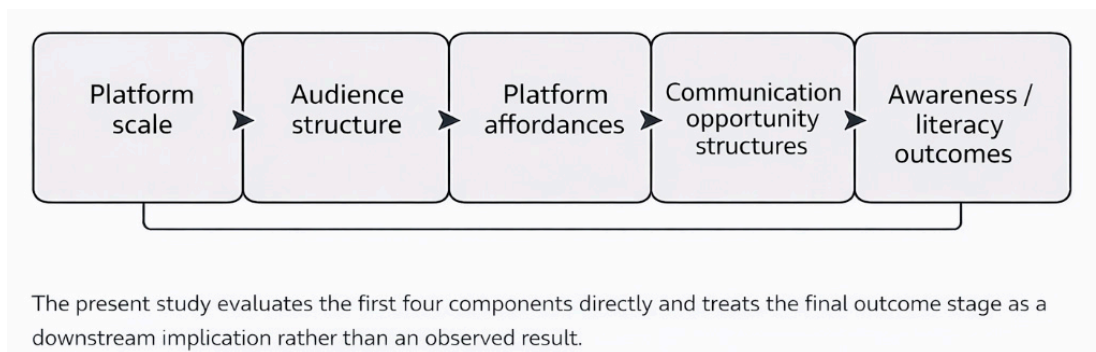 Platform
scale
Audience
structure
Platform
affordances
Communication
opportunity
structures
Awareness /
literacy
outcomes
The present study evaluates the first four components directly and treats the final outcome stage as a
downstream implication rather than an observed result.